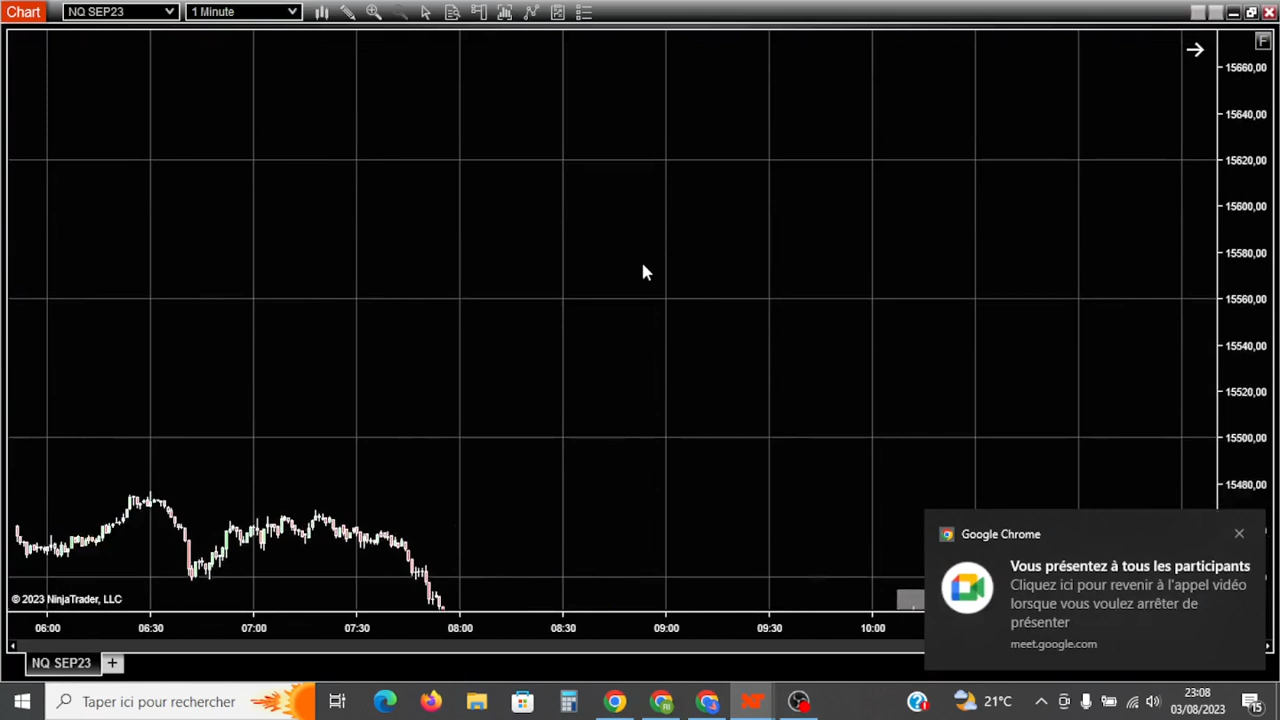 Chart
NQ SEP23
1 Minute
F
15660,00
15640,00
15620,00
15600,00
15580,00
15560,00
15540,00
15520,00
15500,00
15480,00
Google Chrome
Vous présentez à tous les participants
Cliquez ici pour revenir à l'appel vidéo
lorsque vous voulez arrêter de
présenter
meet.google.com
© 2023 NinjaTrader, LLC
06:00
06:30
07:00
07:30
08:00
08:30
09:00
09:30
10:00
NQ SEP23
Taper ici pour rechercher
21°C
23:08
03/08/2023
15